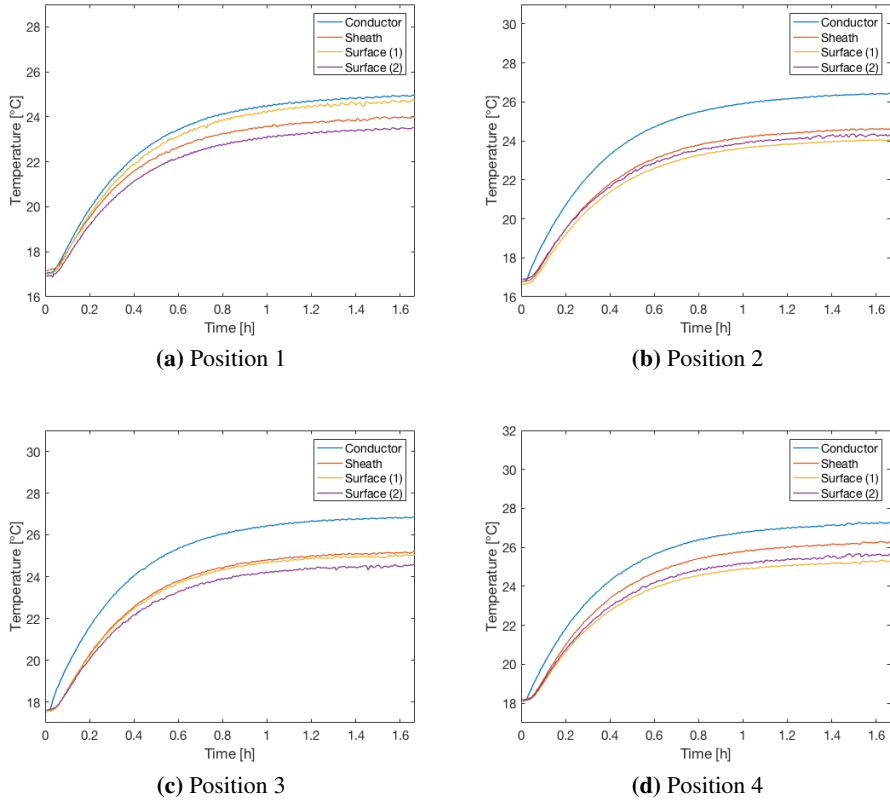 28
26
24
22
20
18
16
Temperature [°C]
0 0.2 0.4 0.6 0.8 1 1.2 1.4 1.6
Time [h]
Conductor
Sheath
Surface (1)
Surface (2)
(a) Position 1
30
28
26
24
22
20
18
16
Temperature [°C]
0 0.2 0.4 0.6 0.8 1 1.2 1.4 1.6
Time [h]
Conductor
Sheath
Surface (1)
Surface (2)
(b) Position 2
30
28
26
24
22
20
18
Temperature [°C]
0 0.2 0.4 0.6 0.8 1 1.2 1.4 1.6
Time [h]
Conductor
Sheath
Surface (1)
Surface (2)
(c) Position 3
32
30
28
26
24
22
20
18
Temperature [°C]
0 0.2 0.4 0.6 0.8 1 1.2 1.4 1.6
Time [h]
Conductor
Sheath
Surface (1)
Surface (2)
(d) Position 4